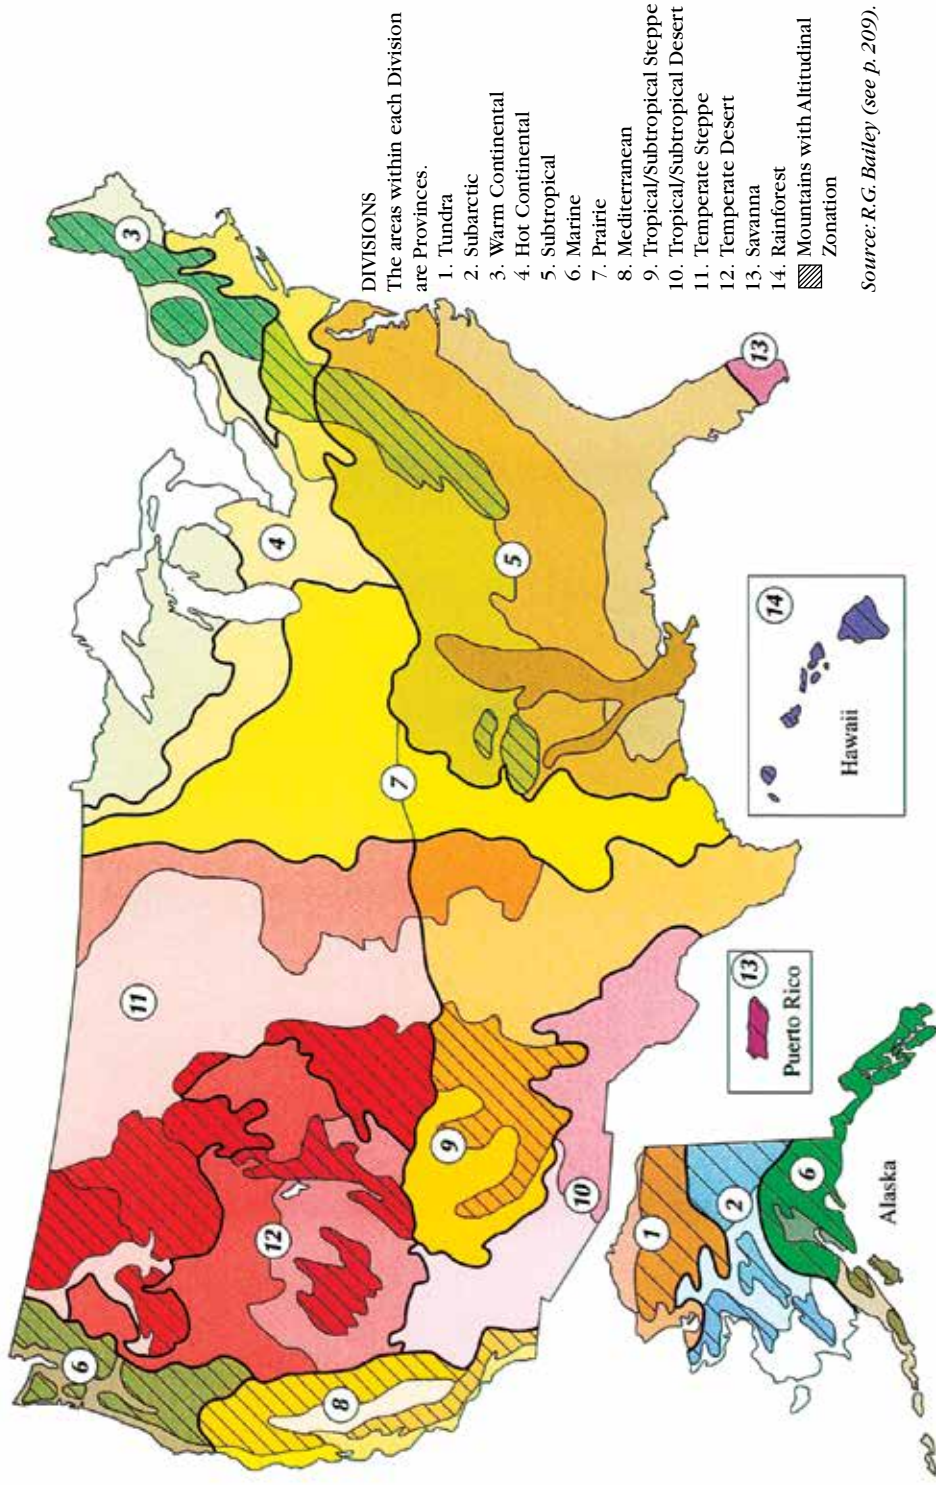 DIVISIONS
The areas within each Division
are Provinces.
1. Tundra
2. Subarctic
3. Warm Continental
4. Hot Continental
5. Subtropical
6. Marine
7. Prairie
8. Mediterranean
9. Tropical/Subtropical Steppe
10. Tropical/Subtropical Desert
11. Temperate Steppe
12. Temperate Desert
13. Savanna
14. Rainforest
Mountains with Altitudinal
Zonation
Source: R.G. Bailey (see p. 209).
3
4
5
13
7
11
9
12
10
6
8
14
Hawaii
13
Puerto Rico
1
2
6
Alaska